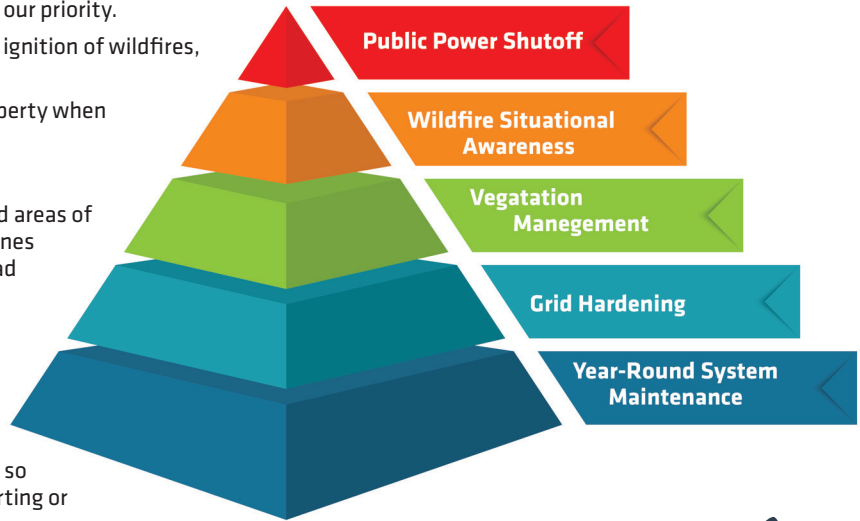 our priority.
ignition of wildfires,
perty when
d areas of
nes
ad
so
rting or
Public Power Shutoff
Wildfire Situational
Awareness
Vegatation
Manegement
Grid Hardening
Year-Round System
Maintenance